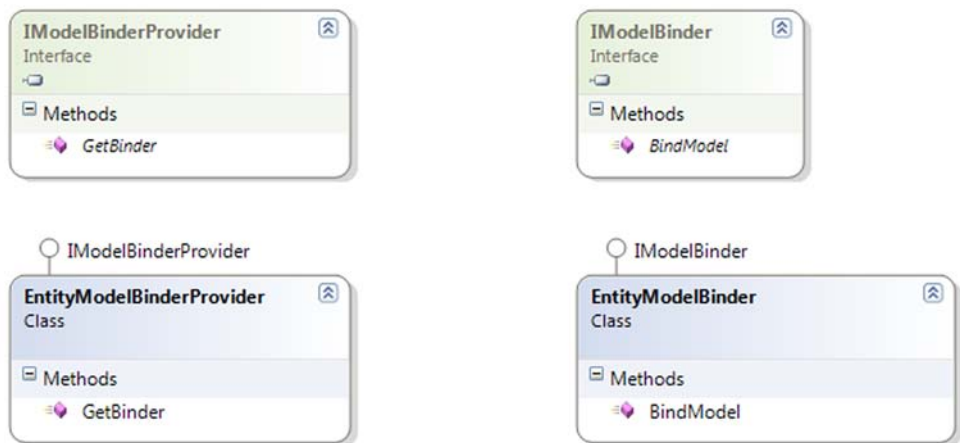 IModelBinderProvider
Interface
Methods
GetBinder
IModelBinder
Interface
Methods
BindModel
IModelBinderProvider
EntityModelBinderProvider
Class
Methods
GetBinder
IModelBinder
EntityModelBinder
Class
Methods
BindModel